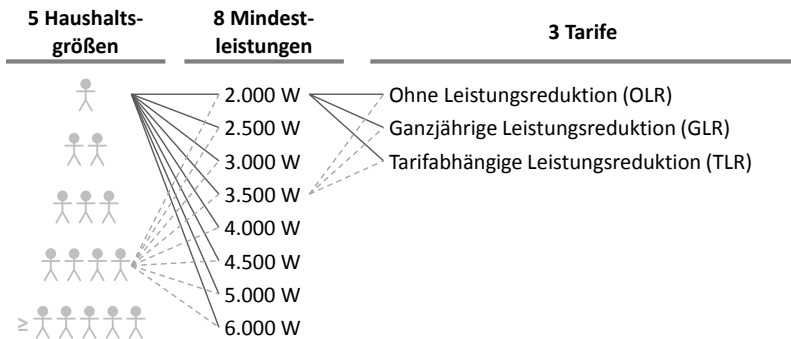 5 Haushalts-
größen
8 Mindest-
leistungen
3 Tarife
2.000 W
2.500 W
3.000 W
3.500 W
4.000 W
4.500 W
5.000 W
6.000 W
Ohne Leistungsreduktion (OLR)
Ganzjährige Leistungsreduktion (GLR)
Tarifabhängige Leistungsreduktion (TLR)
≥